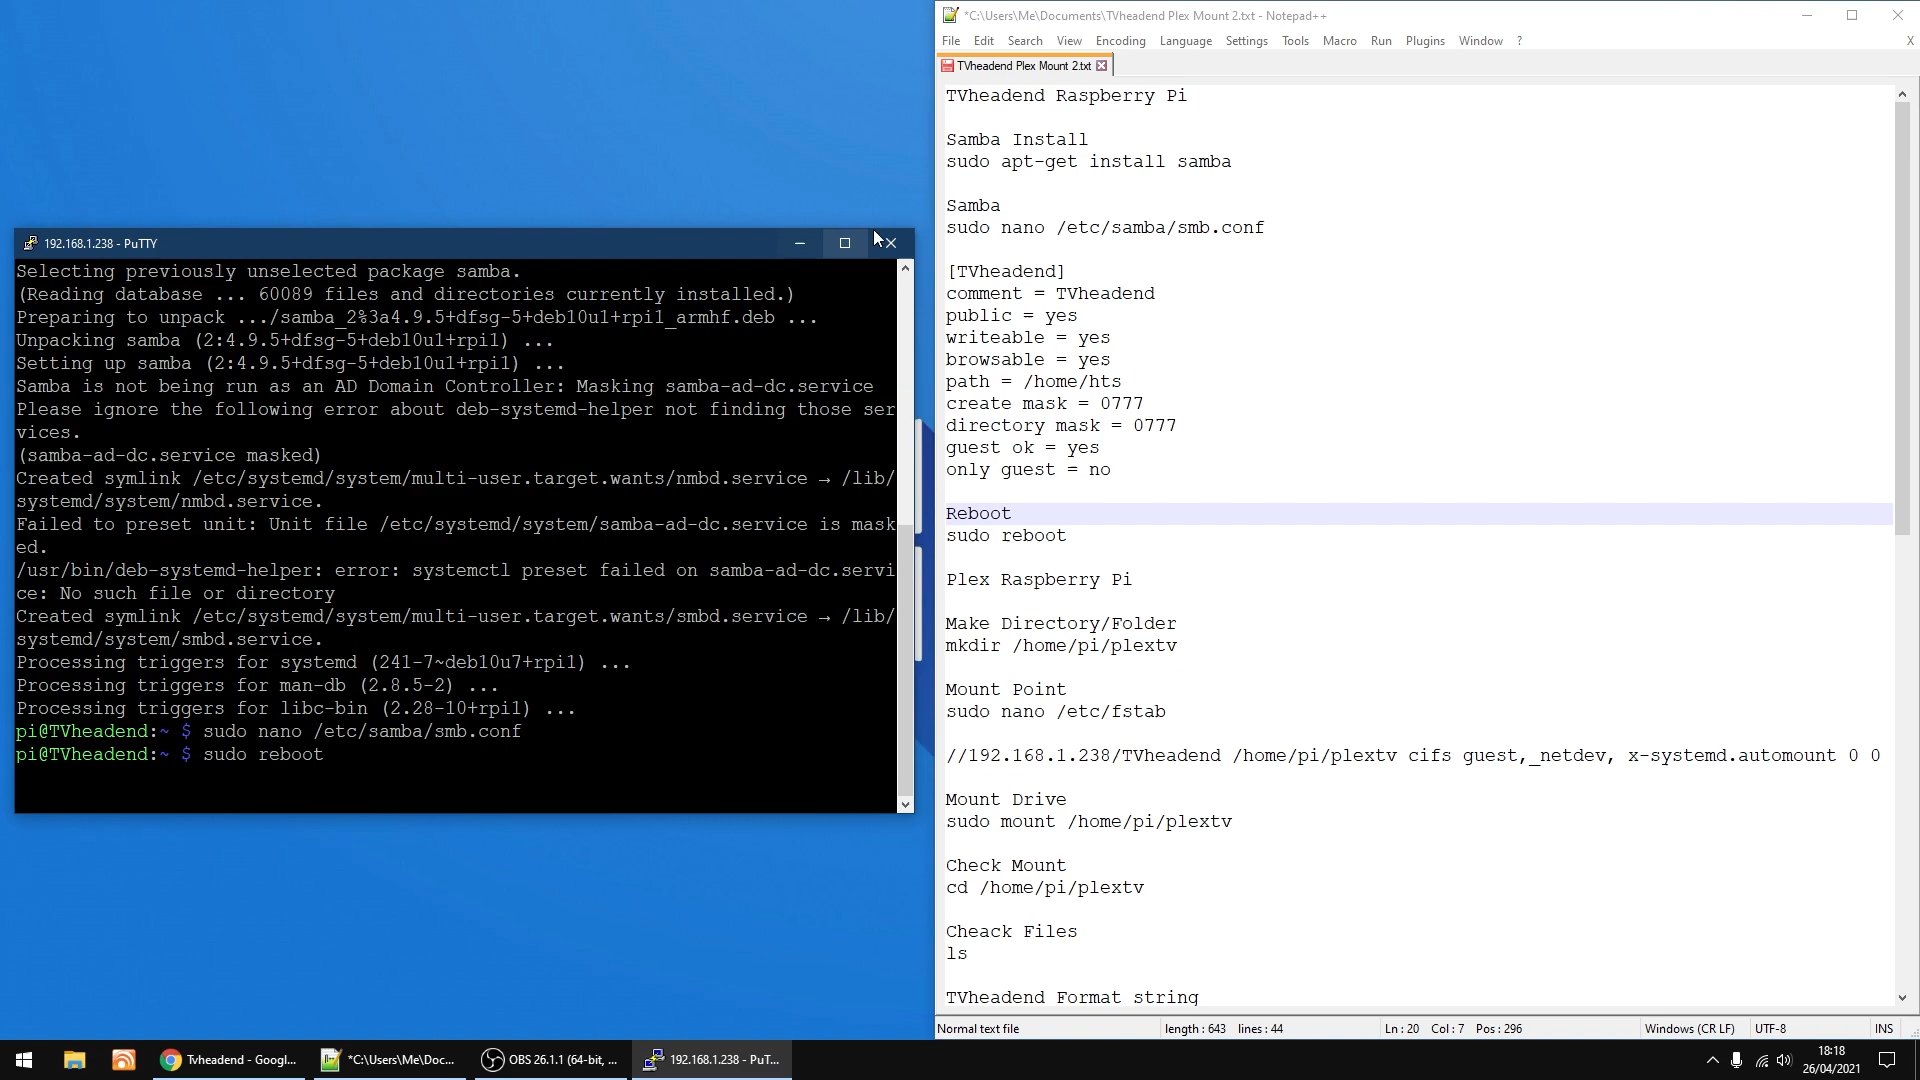 192.168.1.238 - PuTTY
Selecting previously unselected package samba.
(Reading database ... 60089 files and directories currently installed.)
Preparing to unpack .../samba_2%3a4.9.5+dfsg-5+deb10u1+rpi1_armhf.deb ...
Unpacking samba (2:4.9.5+dfsg-5+deb10u1+rpi1) ...
Setting up samba (2:4.9.5+dfsg-5+deb10u1+rpi1) ...
Samba is not being run as an AD Domain Controller: Masking samba-ad-dc.service
Please ignore the following error about deb-systemd-helper not finding those ser
vices.
(samba-ad-dc.service masked)
Created symlink /etc/systemd/system/multi-user.target.wants/nmbd.service → /lib/
systemd/system/nmbd.service.
Failed to preset unit: Unit file /etc/systemd/system/samba-ad-dc.service is mask
ed.
/usr/bin/deb-systemd-helper: error: systemctl preset failed on samba-ad-dc.servi
ce: No such file or directory
Created symlink /etc/systemd/system/multi-user.target.wants/smbd.service → /lib/
systemd/system/smbd.service.
Processing triggers for systemd (241-7~deb10u7+rpi1) ...
Processing triggers for man-db (2.8.5-2) ...
Processing triggers for libc-bin (2.28-10+rpi1) ...
pi@TVheadend:~ $ sudo nano /etc/samba/smb.conf
pi@TVheadend:~ $ sudo reboot
*C:\Users\Me\Documents\TVheadend Plex Mount 2.txt - Notepad++
File Edit Search View Encoding Language Settings Tools Macro Run Plugins Window ? X
TVheadend Plex Mount 2.txt
TVheadend Raspberry Pi
Samba Install
sudo apt-get install samba
Samba
sudo nano /etc/samba/smb.conf
[TVheadend]
comment = TVheadend
public = yes
writeable = yes
browsable = yes
path = /home/hts
create mask = 0777
directory mask = 0777
guest ok = yes
only guest = no
Reboot
sudo reboot
Plex Raspberry Pi
Make Directory/Folder
mkdir /home/pi/plextv
Mount Point
sudo nano /etc/fstab
//192.168.1.238/TVheadend /home/pi/plextv cifs guest,_netdev, x-systemd.automount 0 0
Mount Drive
sudo mount /home/pi/plextv
Check Mount
cd /home/pi/plextv
Cheack Files
ls
TVheadend Format string
Normal text file length : 643 lines : 44 Ln : 20 Col : 7 Pos : 296 Windows (CR LF) UTF-8 INS
Tvheadend - Googl... *C:\Users\Me\Doc... OBS 26.1.1 (64-bit, ... 192.168.1.238 - PuT...
18:18
26/04/2021